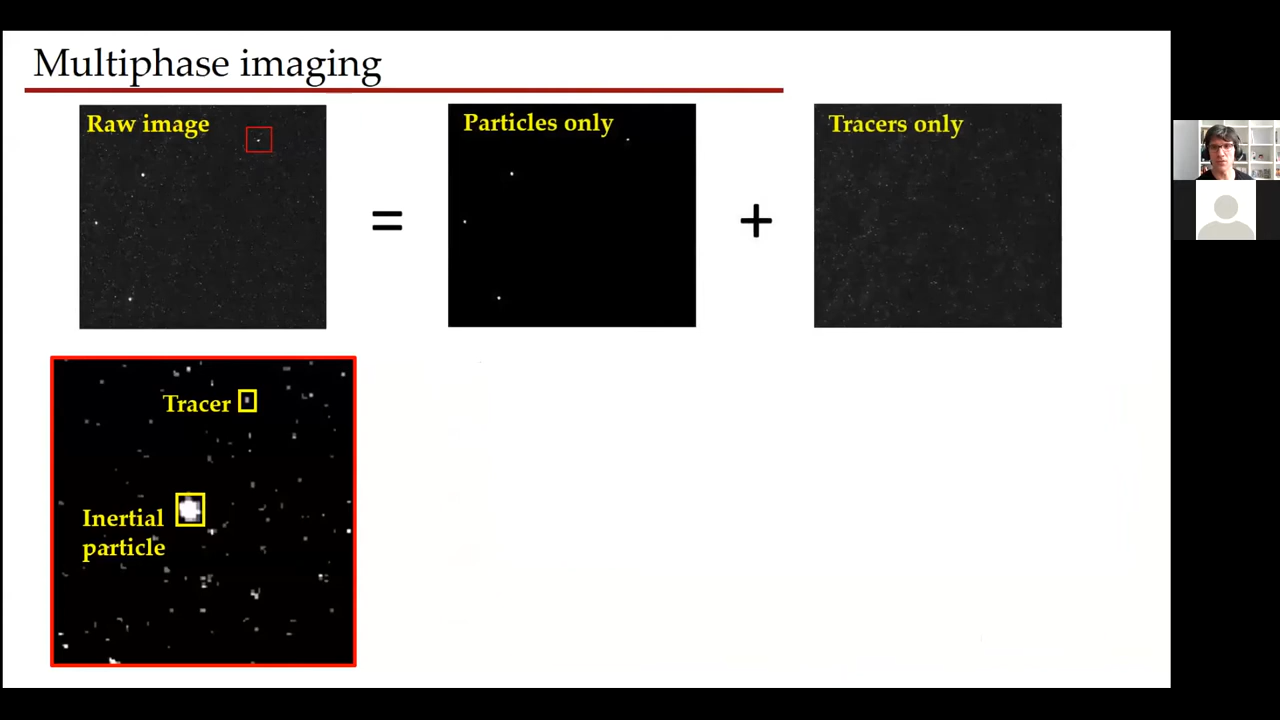 Multiphase imaging
Raw image
=
Particles only
+
Tracers only
Tracer
Inertial
particle